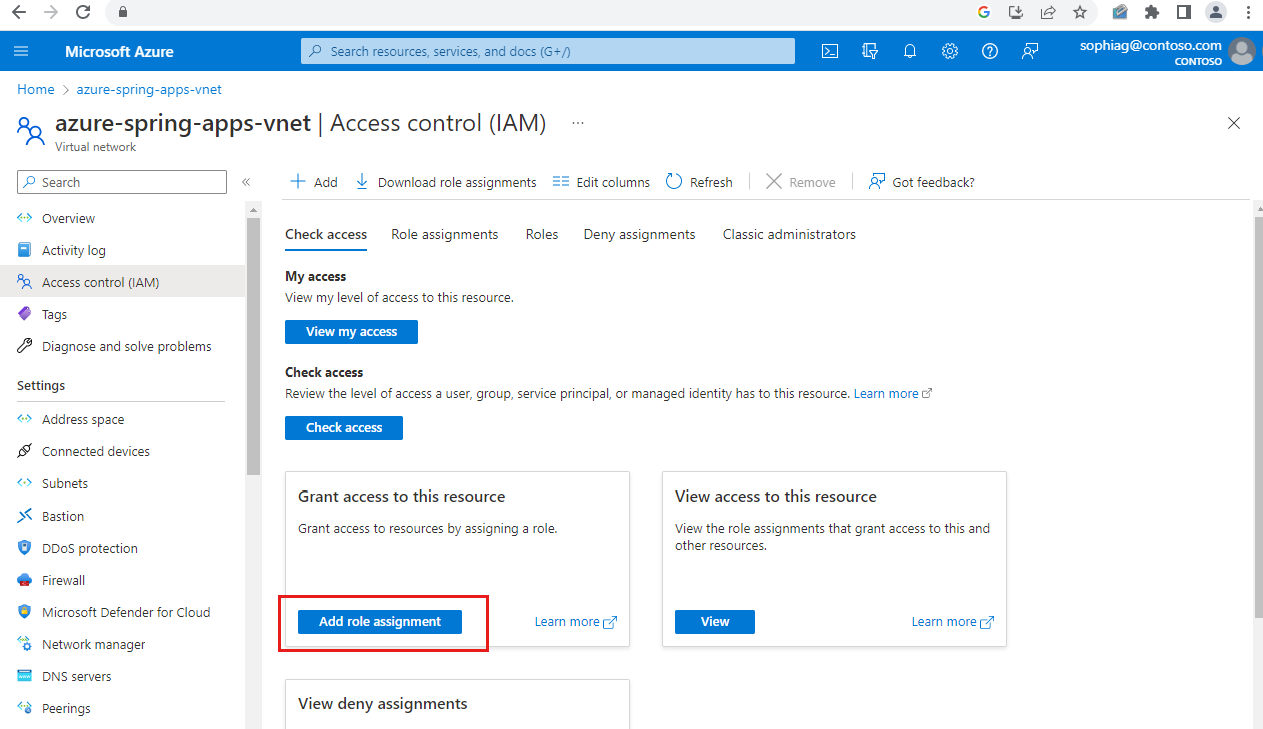 Microsoft Azure
Search resources, services, and docs (G+/)
sophiag@contoso.com
CONTOSO
Home > azure-spring-apps-vnet
azure-spring-apps-vnet | Access control (IAM) ...
Virtual network
Search
«
Add
Download role assignments
Edit columns
Refresh
Remove
Got feedback?
Overview
Activity log
Access control (IAM)
Tags
Diagnose and solve problems
Settings
Address space
Connected devices
Subnets
Bastion
DDoS protection
Firewall
Microsoft Defender for Cloud
Network manager
DNS servers
Peerings
Check access
Role assignments
Roles
Deny assignments
Classic administrators
My access
View my level of access to this resource.
View my access
Check access
Review the level of access a user, group, service principal, or managed identity has to this resource. Learn more
Check access
Grant access to this resource
Grant access to resources by assigning a role.
Add role assignment
Learn more
View access to this resource
View the role assignments that grant access to this and
other resources.
View
Learn more
View deny assignments